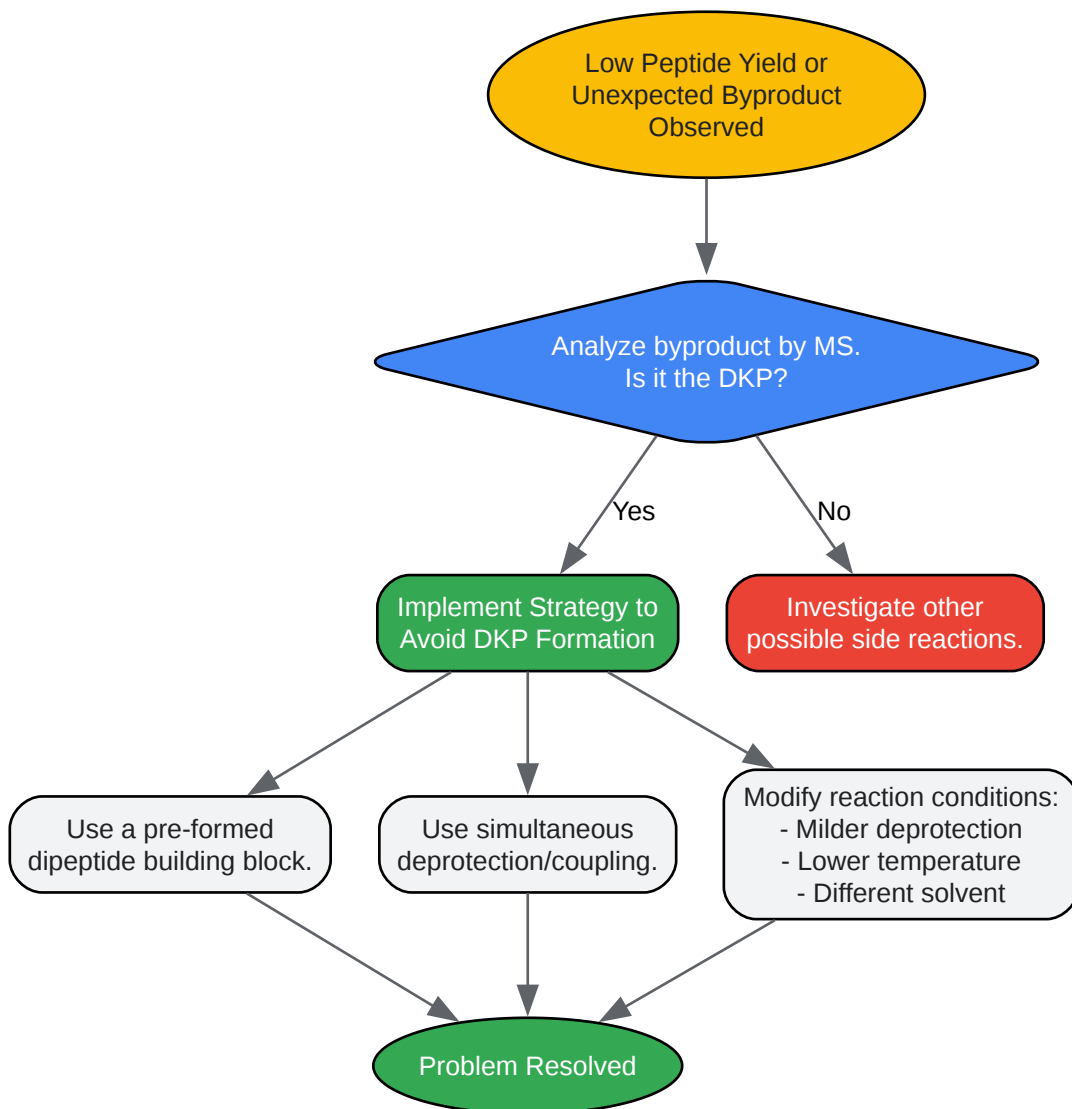 Low Peptide Yield or
Unexpected Byproduct
Observed
Analyze byproduct by MS.
Is it the DKP?
Yes
No
Implement Strategy to
Avoid DKP Formation
Investigate other
possible side reactions.
Use a pre-formed
dipeptide building block.
Use simultaneous
deprotection/coupling.
Modify reaction conditions:
- Milder deprotection
- Lower temperature
- Different solvent
Problem Resolved